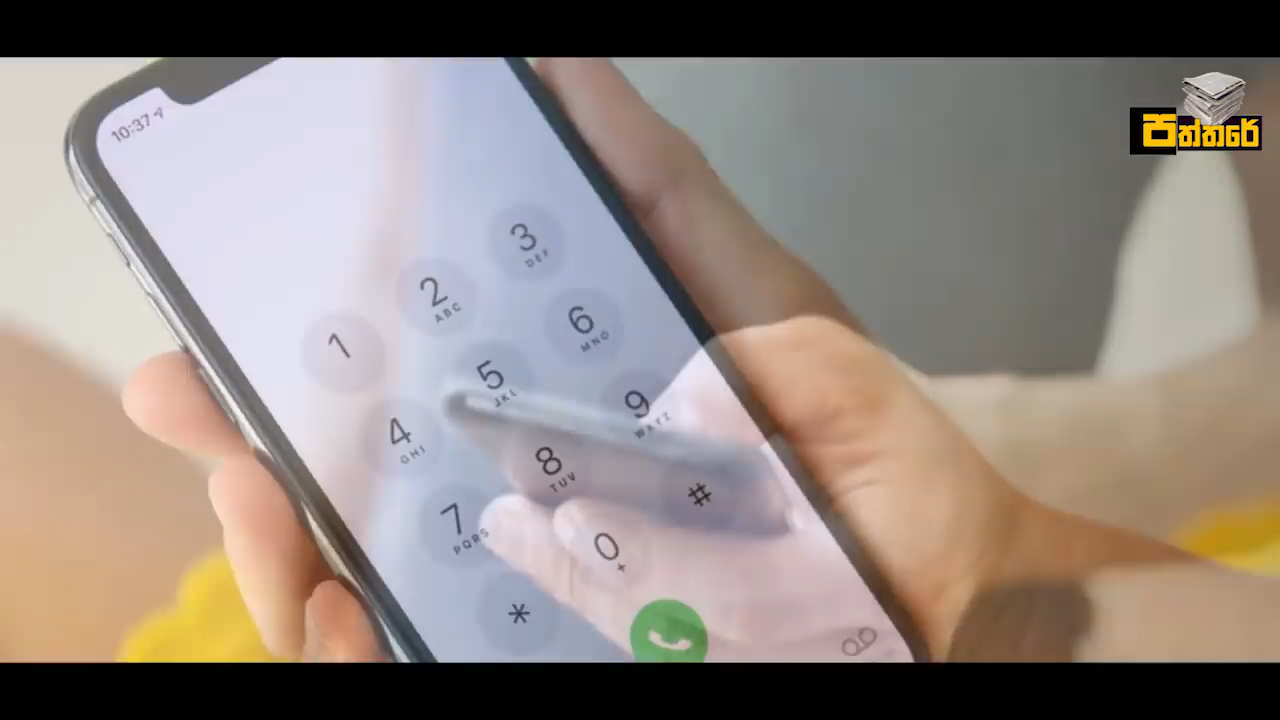 10:37
පත්තරේ
1
2
ABC
3
DEF
4
GHI
5
JKL
6
MNO
7
PQRS
8
TUV
9
WXYZ
*
0
+
#